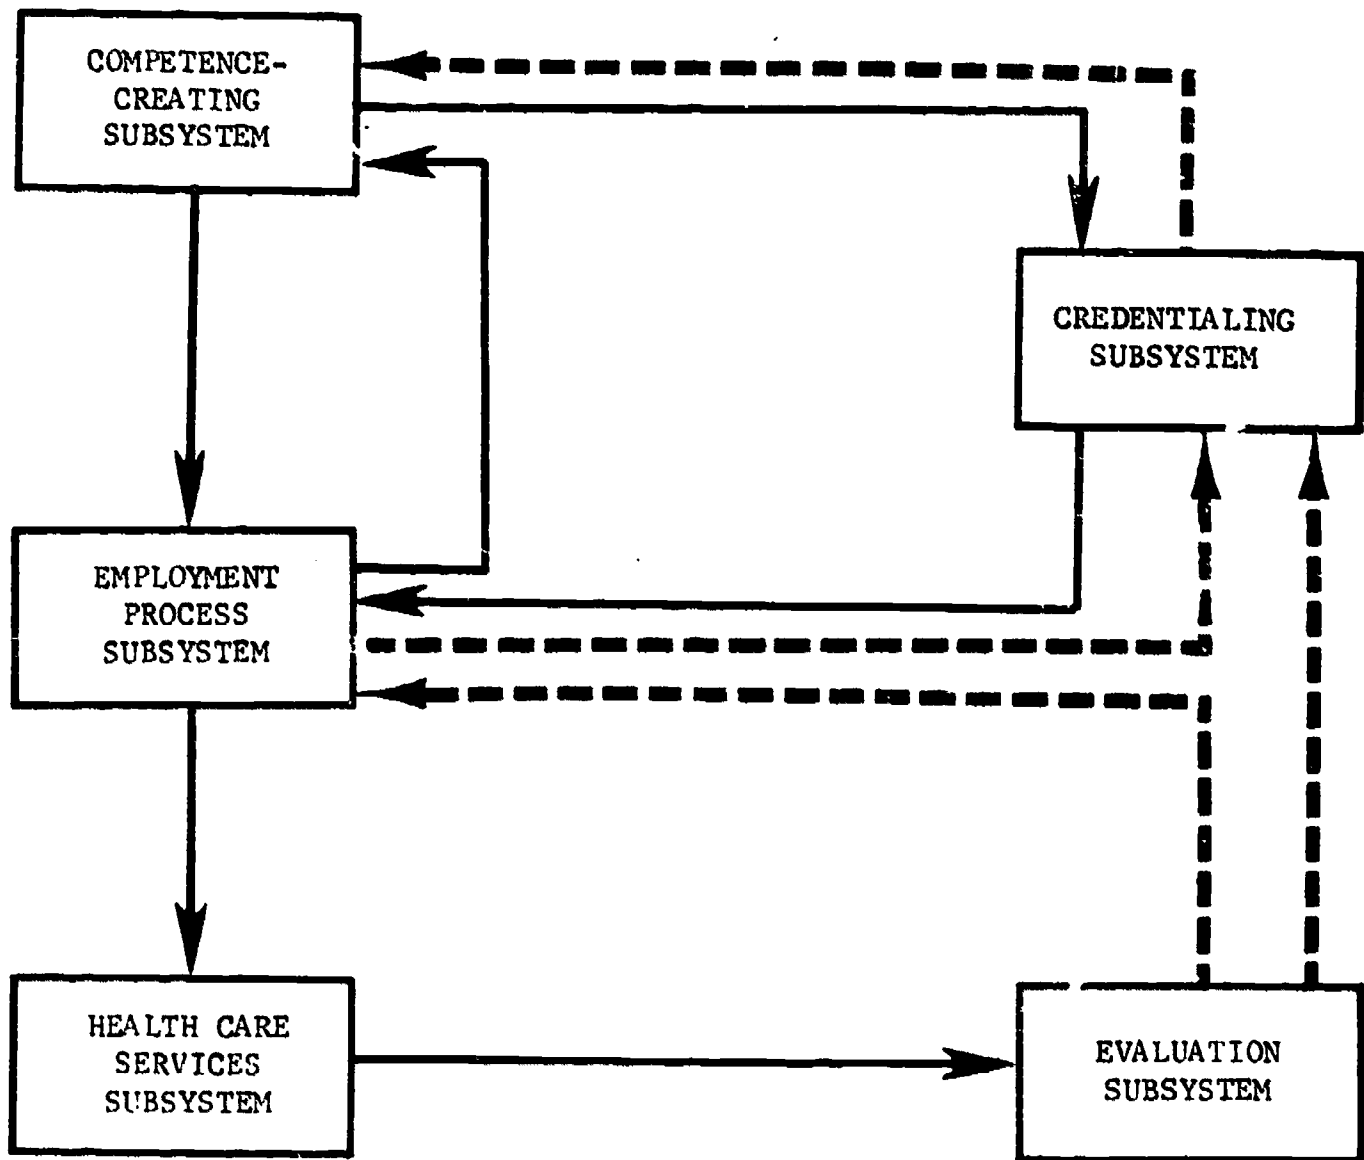 COMPETENCE-
CREATING
SUBSYSTEM
CREDENTIALING
SUBSYSTEM
EMPLOYMENT
PROCESS
SUBSYSTEM
HEALTH CARE
SERVICES
SUBSYSTEM
EVALUATION
SUBSYSTEM